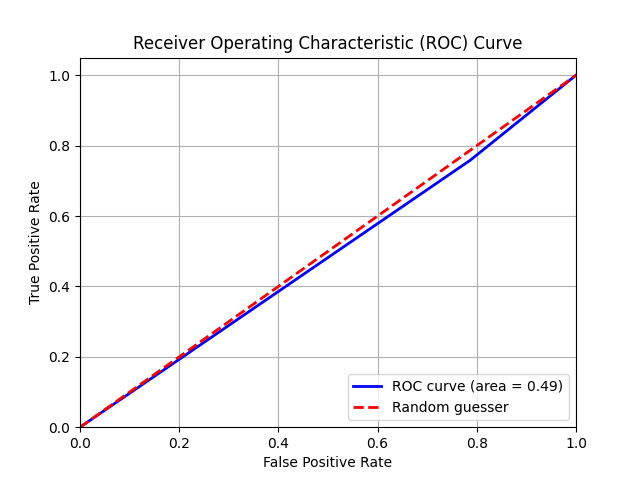 Receiver Operating Characteristic (ROC) Curve
True Positive Rate
1.0
0.8
0.6
0.4
0.2
0.0
ROC curve (area = 0.49)
Random guesser
0.0 0.2 0.4 0.6 0.8 1.0
False Positive Rate